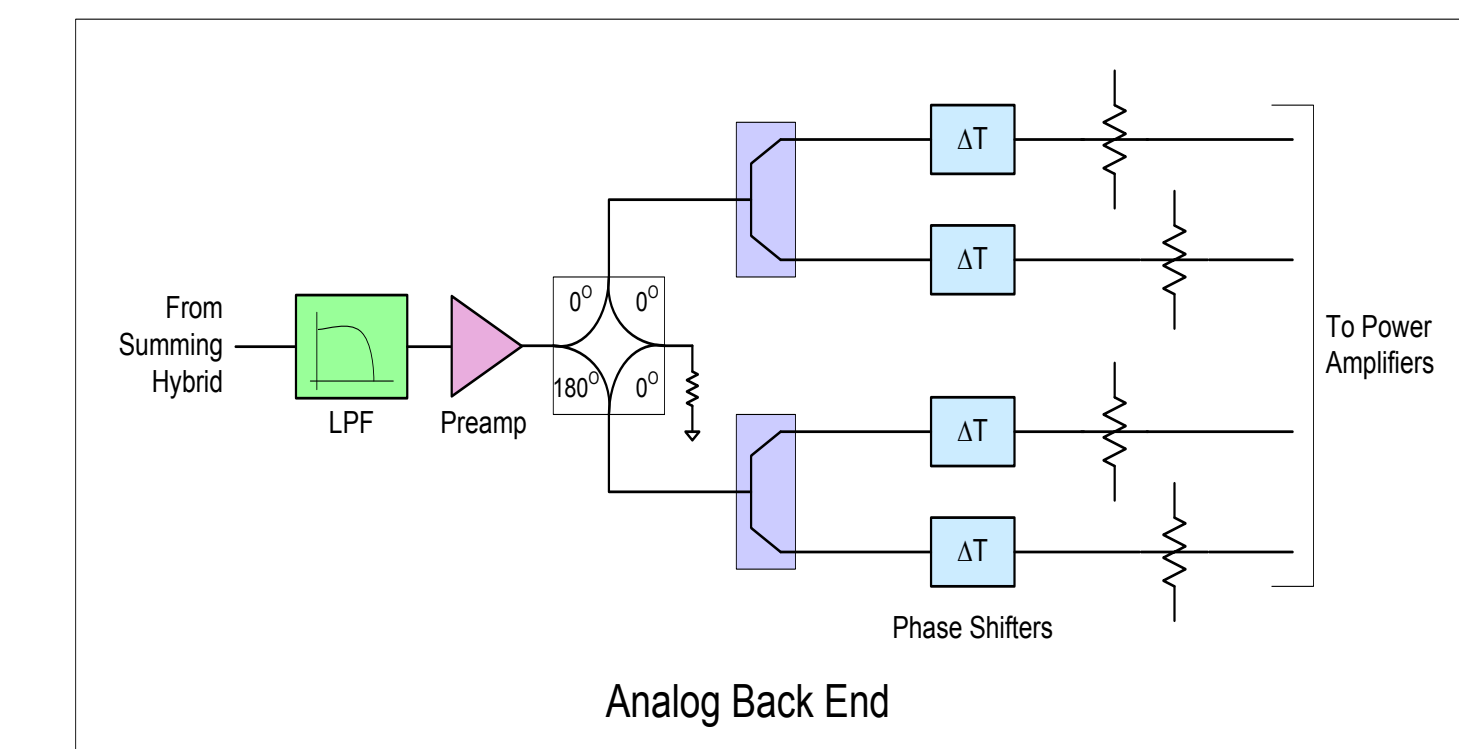 ΔT
ΔT
From
Summing
Hybrid
0º 0º
180º 0º
LPF
Preamp
To Power
Amplifiers
ΔT
ΔT
Phase Shifters
Analog Back End